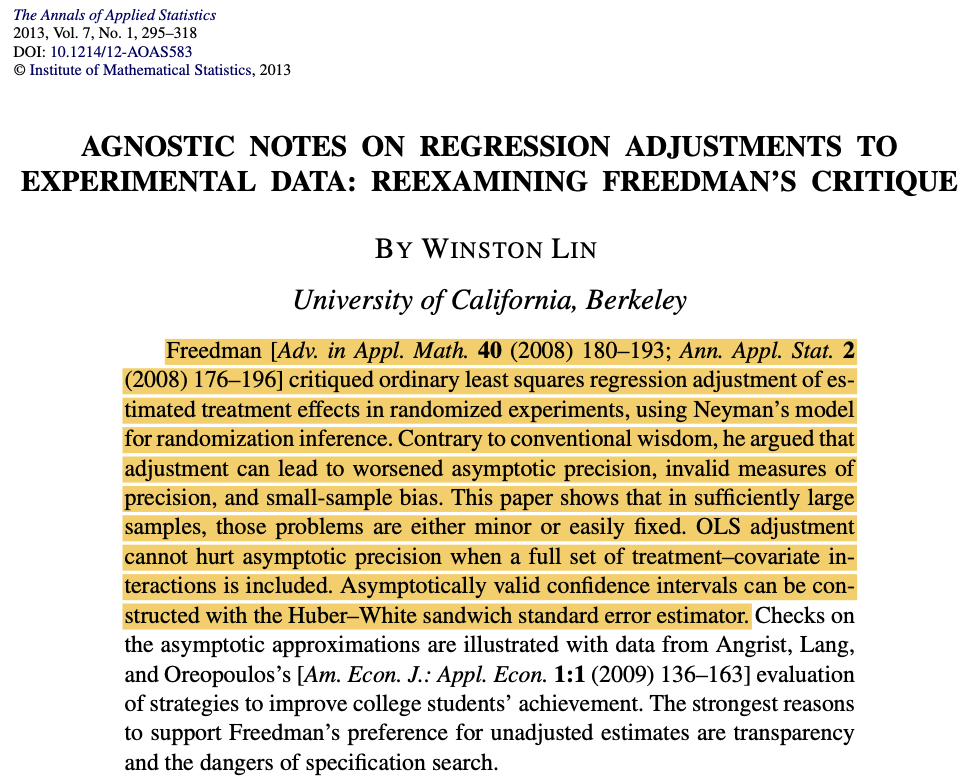 The Annals of Applied Statistics
2013, Vol. 7, No. 1, 295–318
DOI: 10.1214/12-AOAS583
© Institute of Mathematical Statistics, 2013
AGNOSTIC NOTES ON REGRESSION ADJUSTMENTS TO
EXPERIMENTAL DATA: REEXAMINING FREEDMAN'S CRITIQUE
BY WINSTON LIN
University of California, Berkeley
Freedman [Adv. in Appl. Math. 40 (2008) 180–193; Ann. Appl. Stat. 2
(2008) 176–196] critiqued ordinary least squares regression adjustment of es-
timated treatment effects in randomized experiments, using Neyman's model
for randomization inference. Contrary to conventional wisdom, he argued that
adjustment can lead to worsened asymptotic precision, invalid measures of
precision, and small-sample bias. This paper shows that in sufficiently large
samples, those problems are either minor or easily fixed. OLS adjustment
cannot hurt asymptotic precision when a full set of treatment–covariate in-
teractions is included. Asymptotically valid confidence intervals can be con-
structed with the Huber–White sandwich standard error estimator. Checks on
the asymptotic approximations are illustrated with data from Angrist, Lang,
and Oreopoulos's [Am. Econ. J.: Appl. Econ. 1:1 (2009) 136–163] evaluation
of strategies to improve college students' achievement. The strongest reasons
to support Freedman's preference for unadjusted estimates are transparency
and the dangers of specification search.